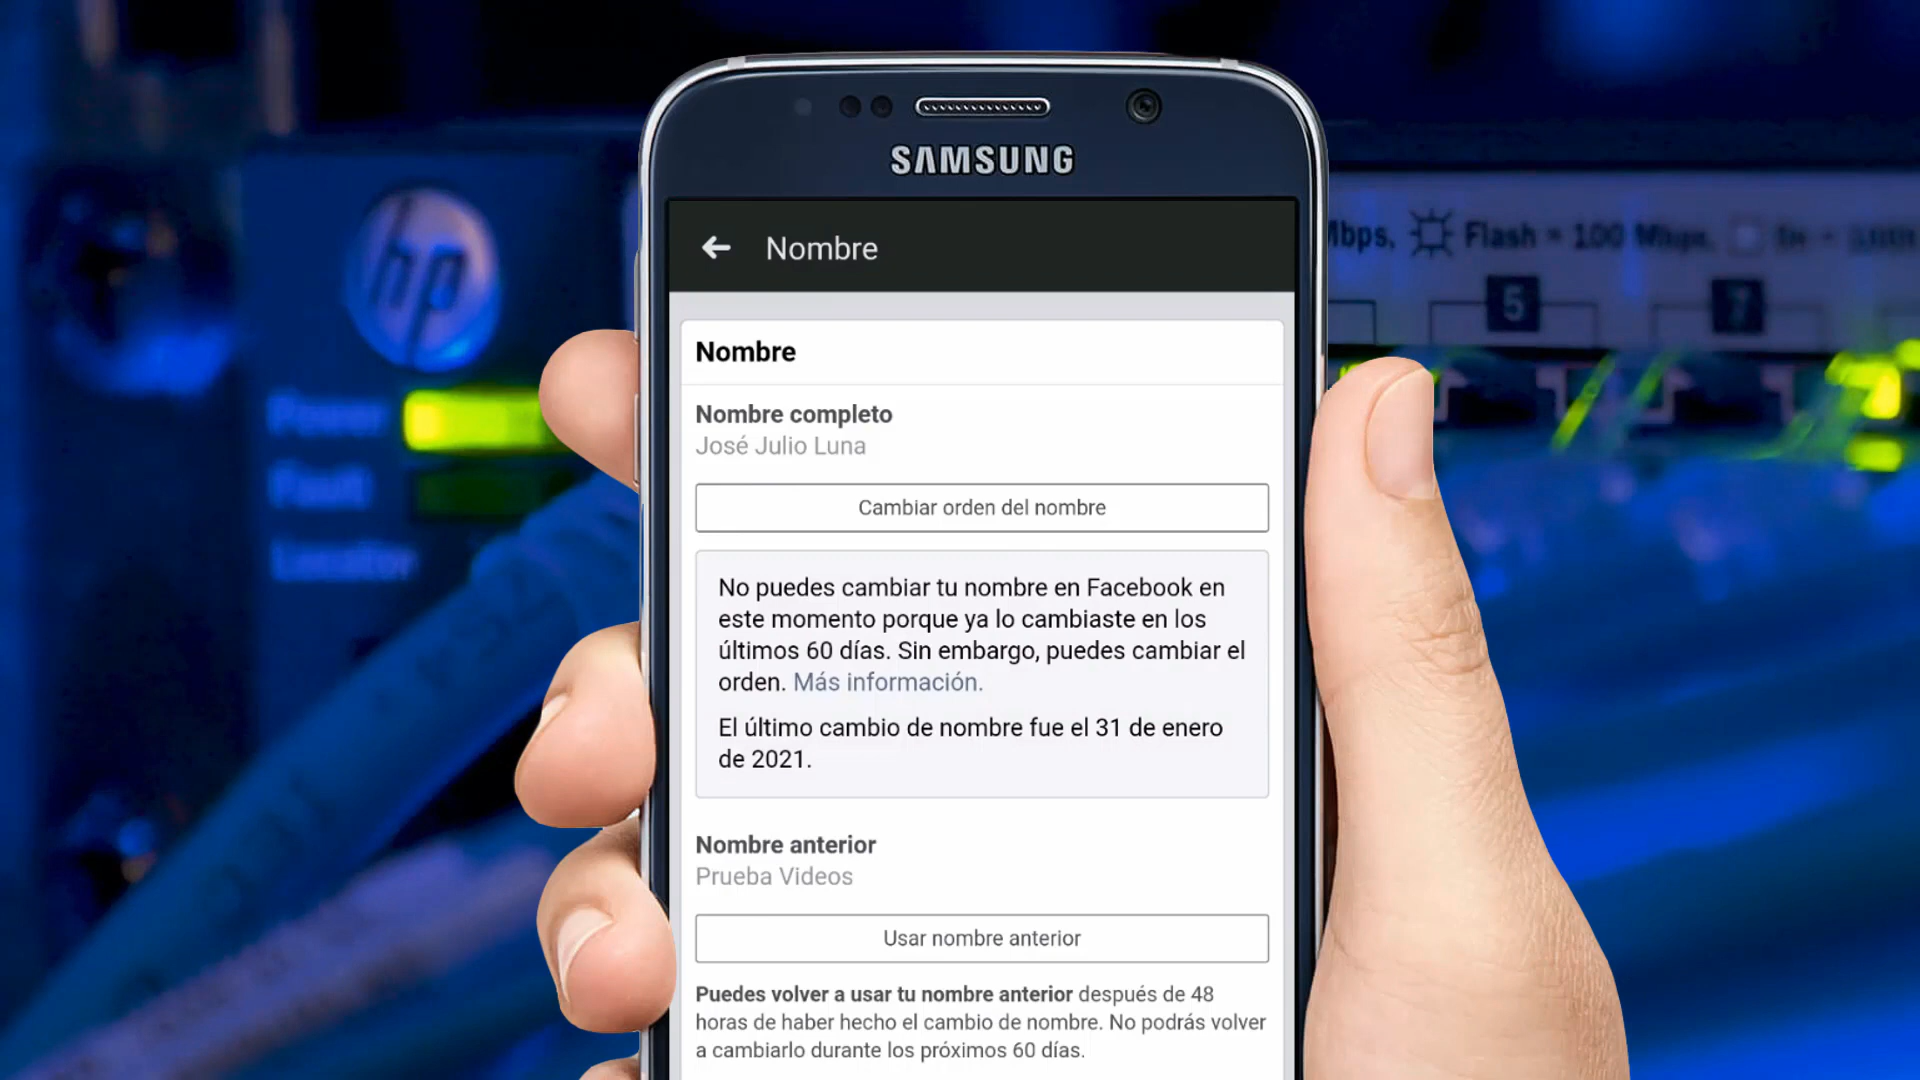 SAMSUNG
Nombre
Nombre
Nombre completo
José Julio Luna
Cambiar orden del nombre
No puedes cambiar tu nombre en Facebook en
este momento porque ya lo cambiaste en los
últimos 60 días. Sin embargo, puedes cambiar el
orden. Más información.
El último cambio de nombre fue el 31 de enero
de 2021.
Nombre anterior
Prueba Videos
Usar nombre anterior
Puedes volver a usar tu nombre anterior después de 48
horas de haber hecho el cambio de nombre. No podrás volver
a cambiarlo durante los próximos 60 días.
hp
Power
Fault
Locator
Mbps, Flash = 100 Mbps,
5 7